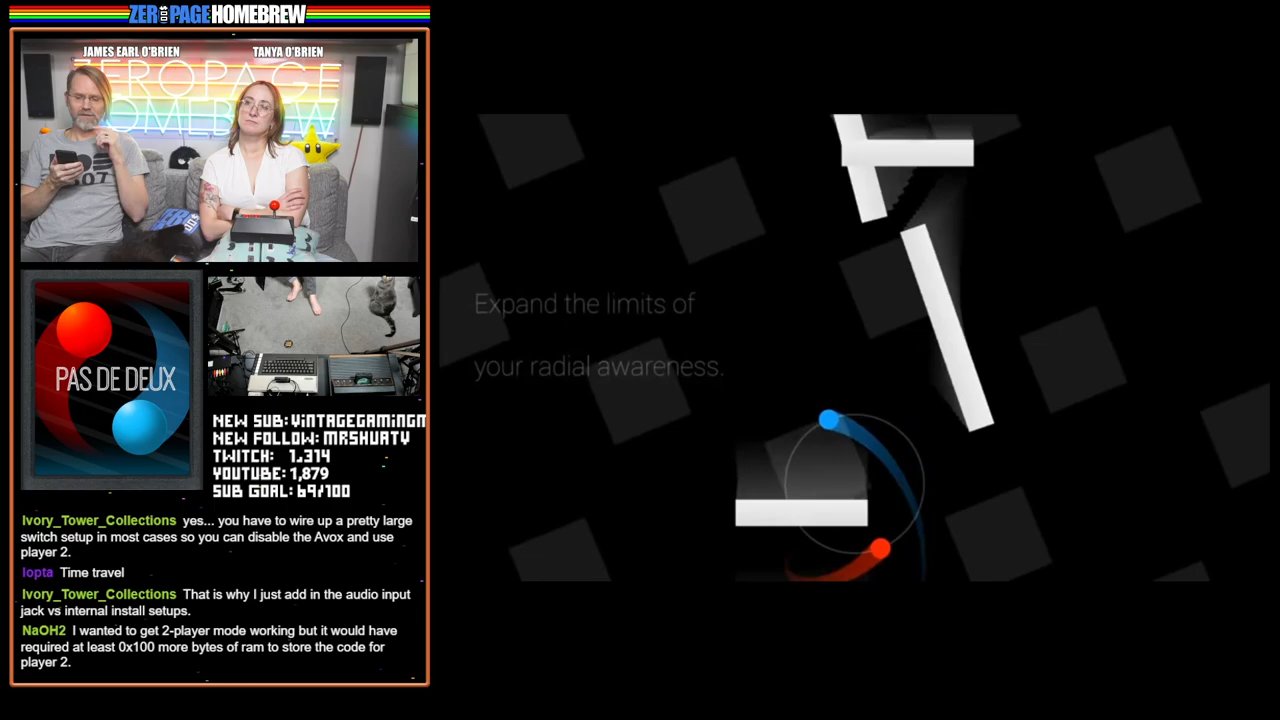 ZEROPAGE HOMEBREW
JAMES EARL O'BRIEN
TANYA O'BRIEN
ZEROPAGE
HOMEBREW
PAS DE DEUX
NEW SUB: VINTAGEGAMINGM
NEW FOLLOW: MRSHURTY
TWITCH: 1,314
YOUTUBE: 1,879
SUB GOAL: 69/100
Ivory_Tower_Collections yes... you have to wire up a pretty large
switch setup in most cases so you can disable the Avox and use
player 2.
Iopta Time travel
Ivory_Tower_Collections That is why I just add in the audio input
jack vs internal install setups.
NaOH2 I wanted to get 2-player mode working but it would have
required at least 0x100 more bytes of ram to store the code for
player 2.
Expand the limits of
your radial awareness.